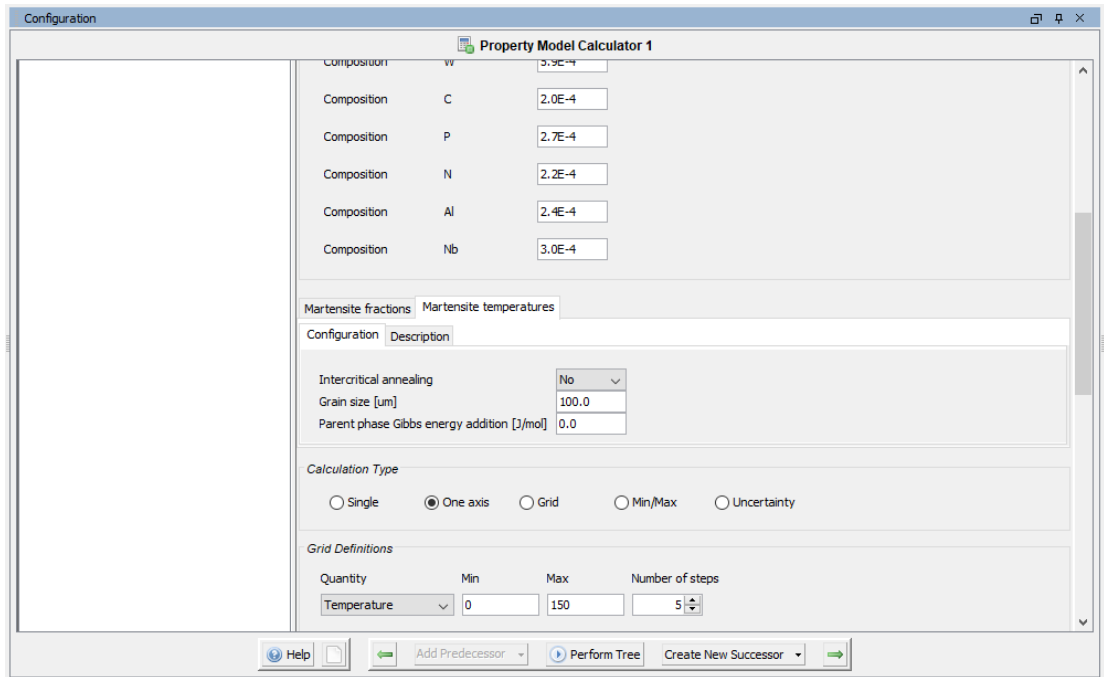 Configuration
Property Model Calculator 1
Composition W 5.9E-4
Composition C 2.0E-4
Composition P 2.7E-4
Composition N 2.2E-4
Composition Al 2.4E-4
Composition Nb 3.0E-4
Martensite fractions Martensite temperatures
Configuration Description
Intercritical annealing No
Grain size [um] 100.0
Parent phase Gibbs energy addition [J/mol] 0.0
Calculation Type
Single One axis Grid Min/Max Uncertainty
Grid Definitions
Quantity Min Max Number of steps
Temperature 0 150 5
Help Add Predecessor Perform Tree Create New Successor